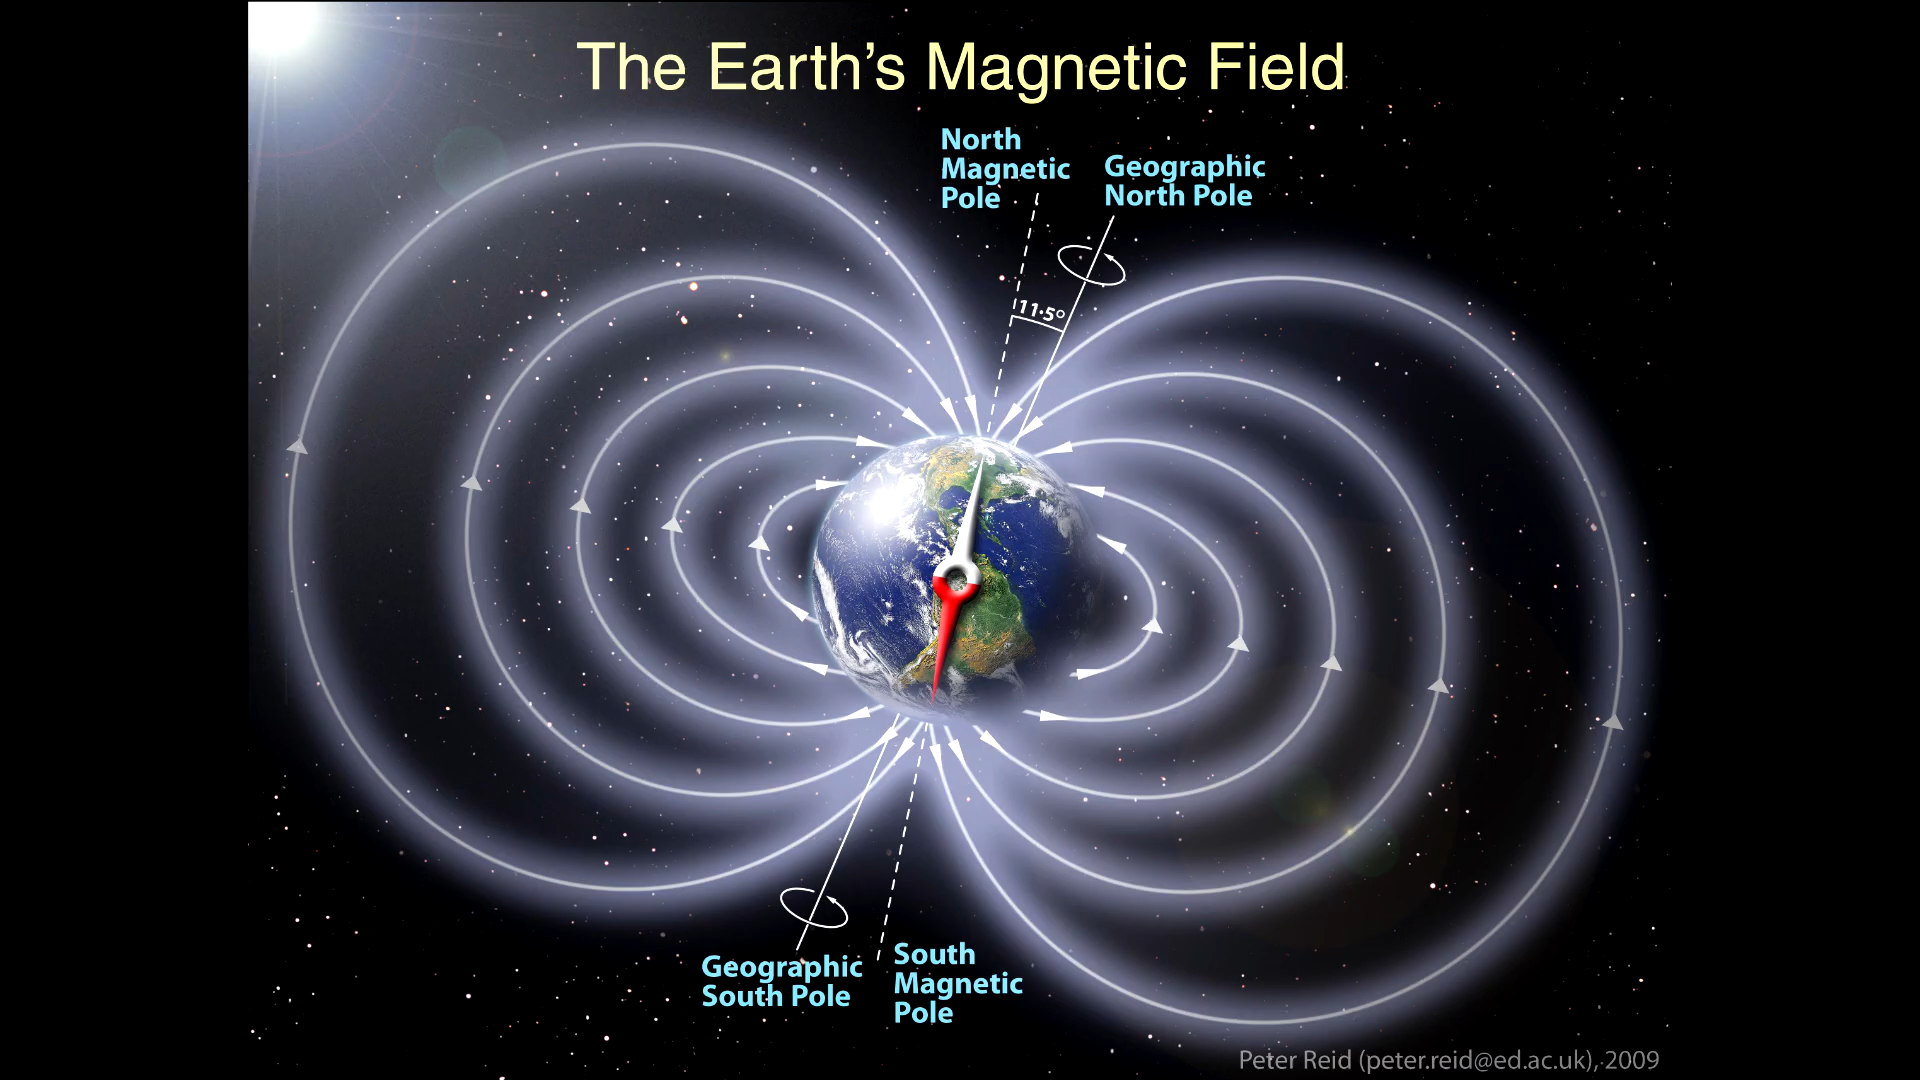 The Earth’s Magnetic Field
North
Magnetic
Pole
Geographic
North Pole
11·5°
Geographic
South Pole
South
Magnetic
Pole
Peter Reid (peter.reid@ed.ac.uk), 2009